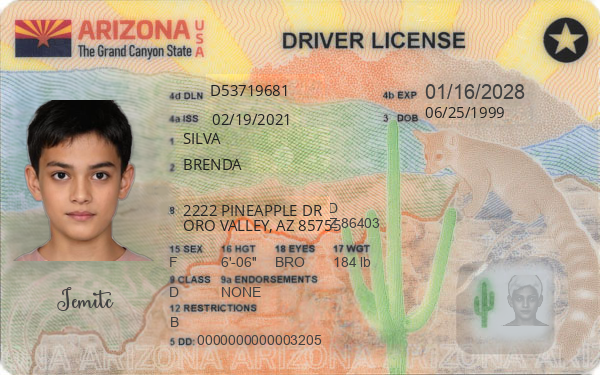 ARIZONA USA
The Grand Canyon State
DRIVER LICENSE
4d DLN D53719681
4b EXP 01/16/2028
4a ISS 02/19/2021
3 DOB 06/25/1999
1 SILVA
2 BRENDA
8 2222 PINEAPPLE DR D
ORO VALLEY, AZ 85755 Z86403
15 SEX 16 HGT 18 EYES 17 WGT
F 6'-06" BRO 184 lb
9 CLASS 9a ENDORSEMENTS
D NONE
12 RESTRICTIONS
B
5 DD: 0000000000003205
Jemite
ARIZONA ARIZONA ARIZONA ARIZONA